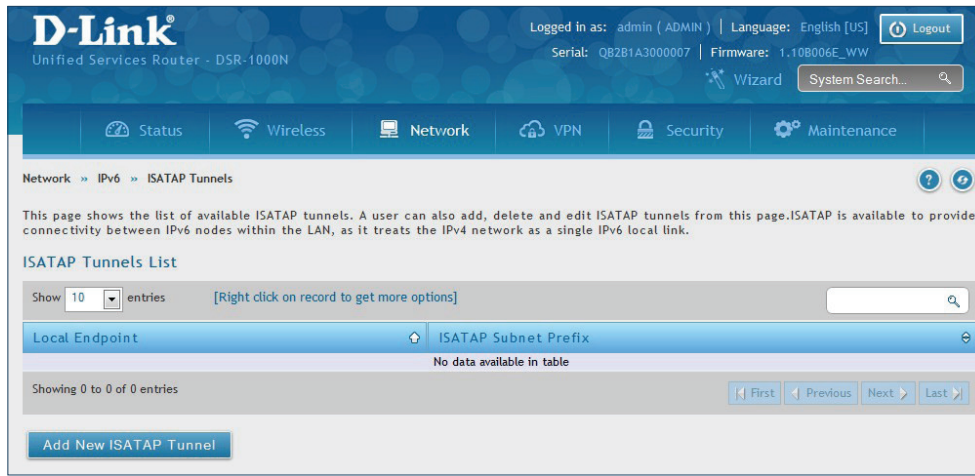 D-Link®
Unified Services Router - DSR-1000N
Logged in as: admin ( ADMIN ) | Language: English [US]
Logout
Serial: QB2B1A3000007 | Firmware: 1.10B006E_WW
Wizard
System Search...
Status
Wireless
Network
VPN
Security
Maintenance
Network » IPv6 » ISATAP Tunnels
This page shows the list of available ISATAP tunnels. A user can also add, delete and edit ISATAP tunnels from this page.ISATAP is available to provide
connectivity between IPv6 nodes within the LAN, as it treats the IPv4 network as a single IPv6 local link.
ISATAP Tunnels List
Show 10 entries
[Right click on record to get more options]
Local Endpoint
ISATAP Subnet Prefix
No data available in table
Showing 0 to 0 of 0 entries
First
Previous
Next
Last
Add New ISATAP Tunnel